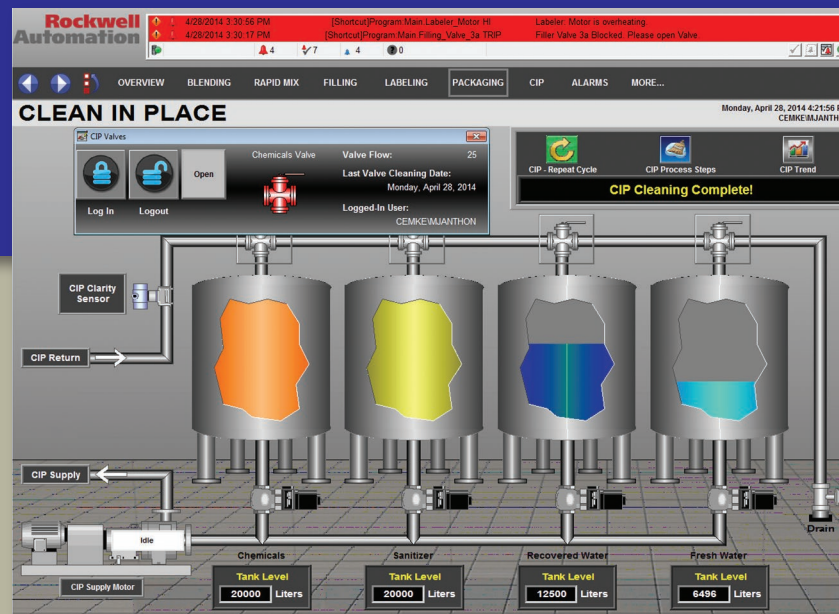 Rockwell
Automation
4/28/2014 3:30:56 PM [Shortcut]Program:Main.Labeler_Motor HI Labeler: Motor is overheating.
4/28/2014 3:30:17 PM [Shortcut]Program:Main.Filling_Valve_3a TRIP Filler Valve 3a Blocked. Please open Valve.
4 7 4 0
OVERVIEW BLENDING RAPID MIX FILLING LABELING PACKAGING CIP ALARMS MORE...
CLEAN IN PLACE
Monday, April 28, 2014 4:21:56
CEMKE\MJANTHO
CIP Valves
Open
Log In Logout
Chemicals Valve
Valve Flow: 25
Last Valve Cleaning Date:
Monday, April 28, 2014
Logged-In User:
CEMKE\MJANTHON
CIP - Repeat Cycle CIP Process Steps CIP Trend
CIP Cleaning Complete!
CIP Clarity
Sensor
CIP Return
CIP Supply
Idle
CIP Supply Motor
Drain
Chemicals Sanitizer Recovered Water Fresh Water
Tank Level Tank Level Tank Level Tank Level
20000 Liters 20000 Liters 12500 Liters 6496 Liters